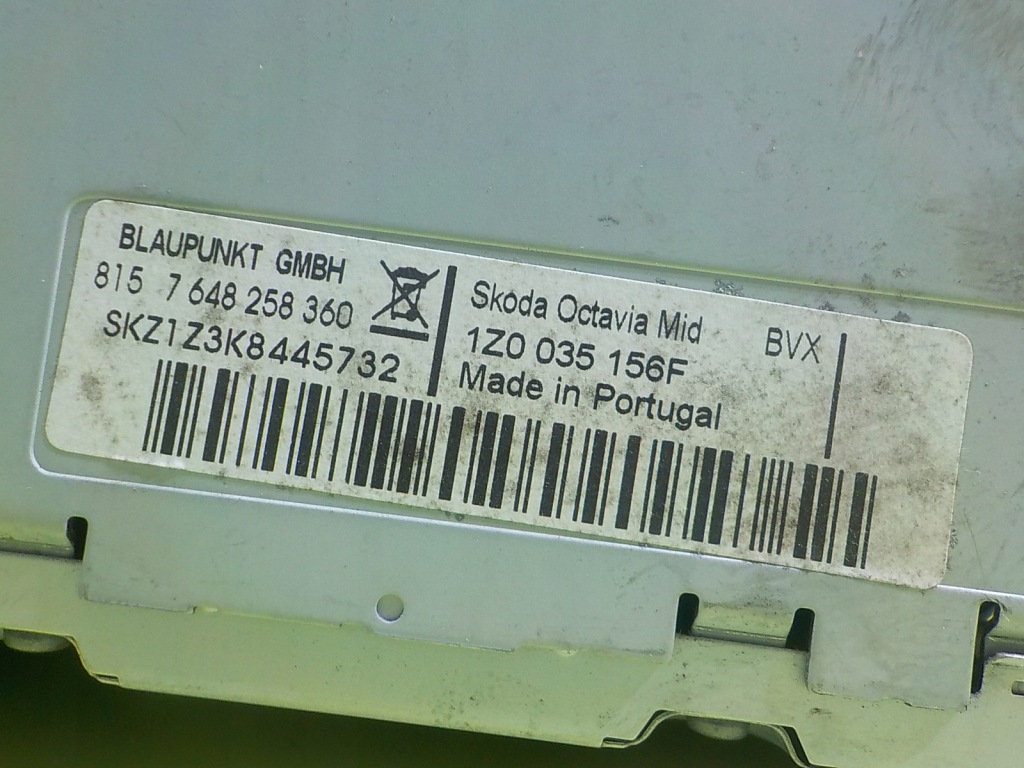 BLAUPUNKT GMBH
815 7 648 258 360
SKZ1Z3K8445732
Skoda Octavia Mid BVX
1Z0 035 156F
Made in Portugal